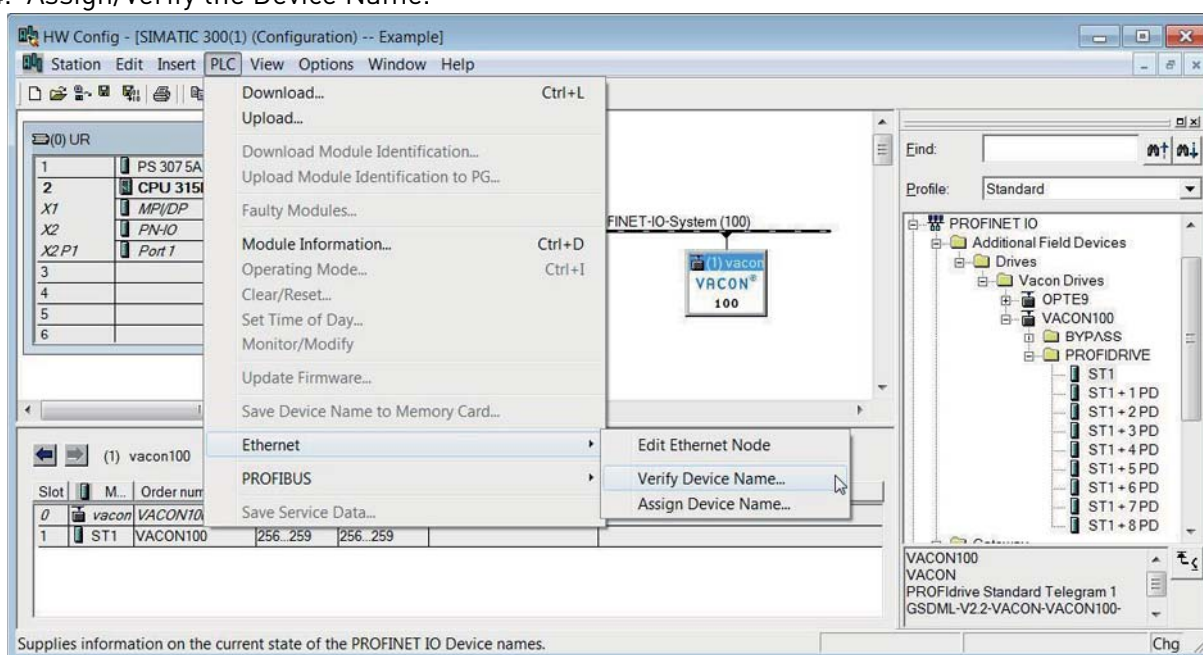 Assign/Verify the Device Name.
HW Config - [SIMATIC 300(1) (Configuration) -- Example]
Station Edit Insert PLC View Options Window Help
Download... Ctrl+L
Upload...
Download Module Identification...
Upload Module Identification to PG...
Faulty Modules...
Module Information... Ctrl+D
Operating Mode... Ctrl+I
Clear/Reset...
Set Time of Day...
Monitor/Modify
Update Firmware...
Save Device Name to Memory Card...
Ethernet
PROFIBUS
Save Service Data...
Edit Ethernet Node
Verify Device Name...
Assign Device Name...
(0) UR
1 PS 307 5A
2 CPU 315
X1 MPI/DP
X2 PN-IO
X2 P1 Port 1
3
4
5
6
FINET-IO-System (100)
(1) vacon
VACON®
100
Find:
Profile: Standard
PROFINET IO
Additional Field Devices
Drives
Vacon Drives
OPTE9
VACON100
BYPASS
PROFIDRIVE
ST1
ST1 + 1 PD
ST1 + 2 PD
ST1 + 3 PD
ST1 + 4 PD
ST1 + 5 PD
ST1 + 6 PD
ST1 + 7 PD
ST1 + 8 PD
VACON100
VACON
PROFIdrive Standard Telegram 1
GSDML-V2.2-VACON-VACON100-
(1) vacon100
Slot M... Order num
0 vacon VACON10
1 ST1 VACON100 256...259 256...259
Supplies information on the current state of the PROFINET IO Device names. Chg